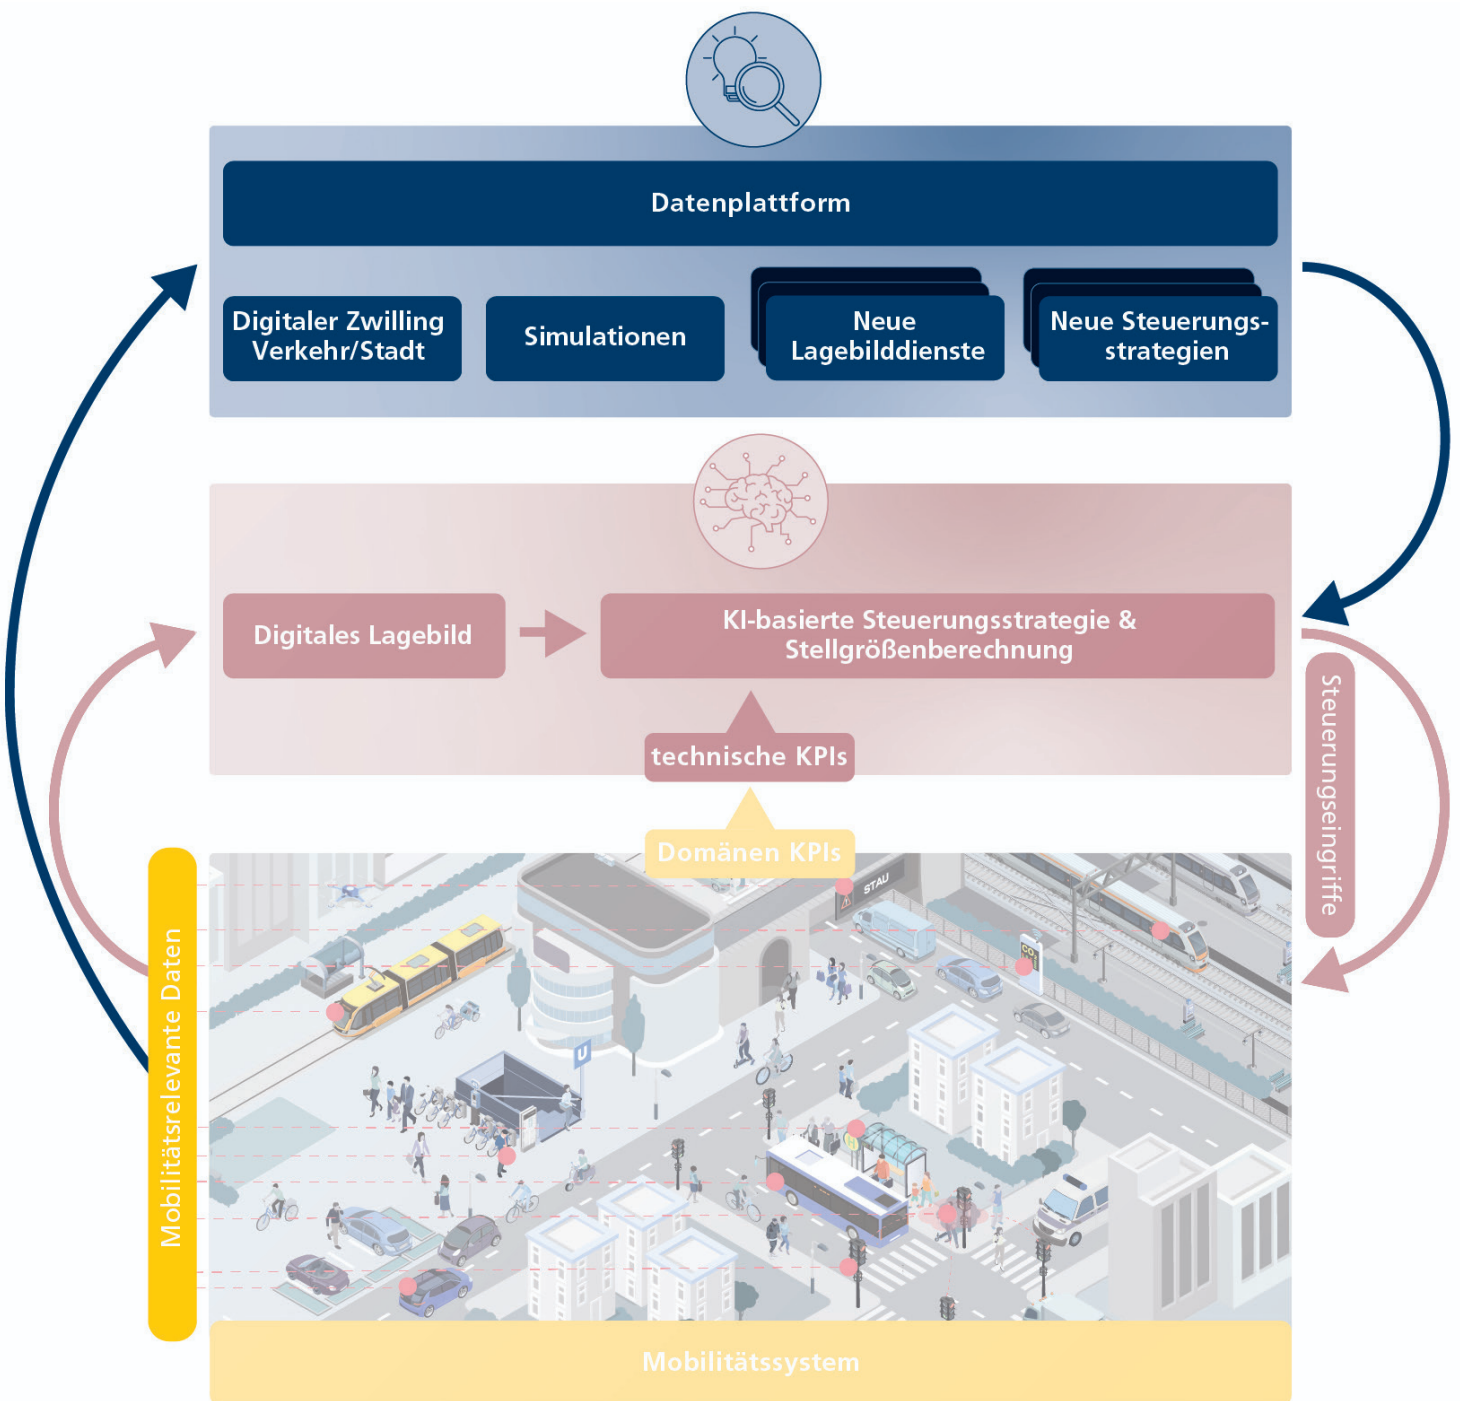 Datenplattform
Digitaler Zwilling
Verkehr/Stadt
Simulationen
Neue
Lagebilddienste
Neue Steuerungs-
strategien
Digitales Lagebild
KI-basierte Steuerungsstrategie &
Stellgrößenberechnung
technische KPIs
Steuerungseingriffe
Domänen KPIs
Mobilitätsrelevante Daten
STAU
CO₂
U
H
Mobilitätssystem